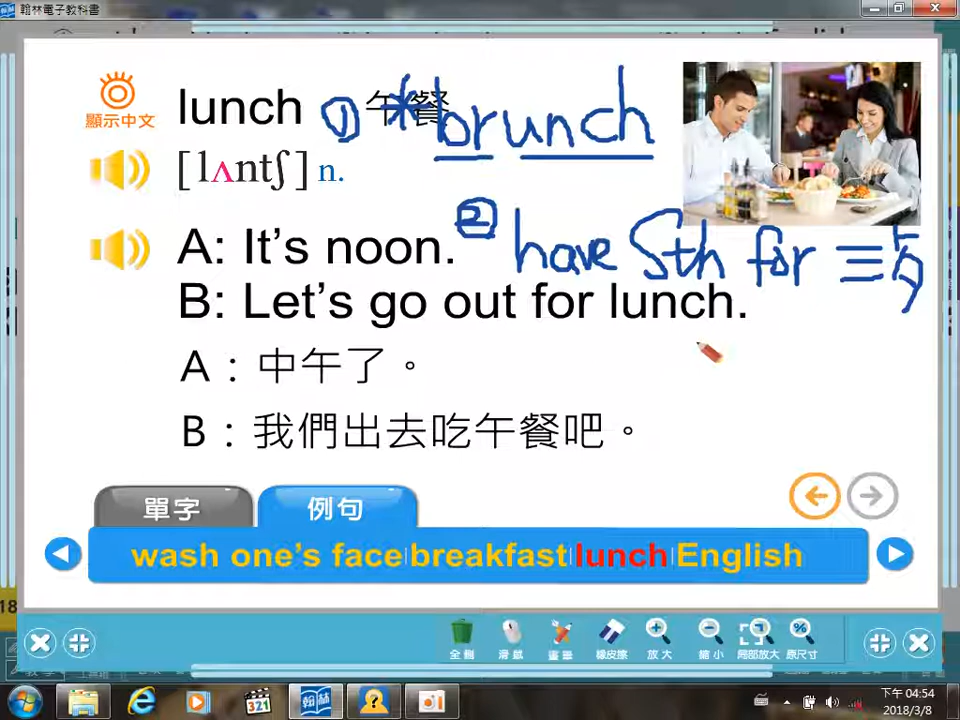 翰林電子教科書
顯示中文
lunch 午餐 ① *brunch
[lʌntʃ] n.
A: It's noon. ② have sth for 三
B: Let's go out for lunch.
A：中午了。
B：我們出去吃午餐吧。
單字 例句
wash one's face breakfast lunch English
全刪 滑鼠 畫筆 橡皮擦 放大 縮小 局部放大 原尺寸
321 翰林
下午 04:54
2018/3/8